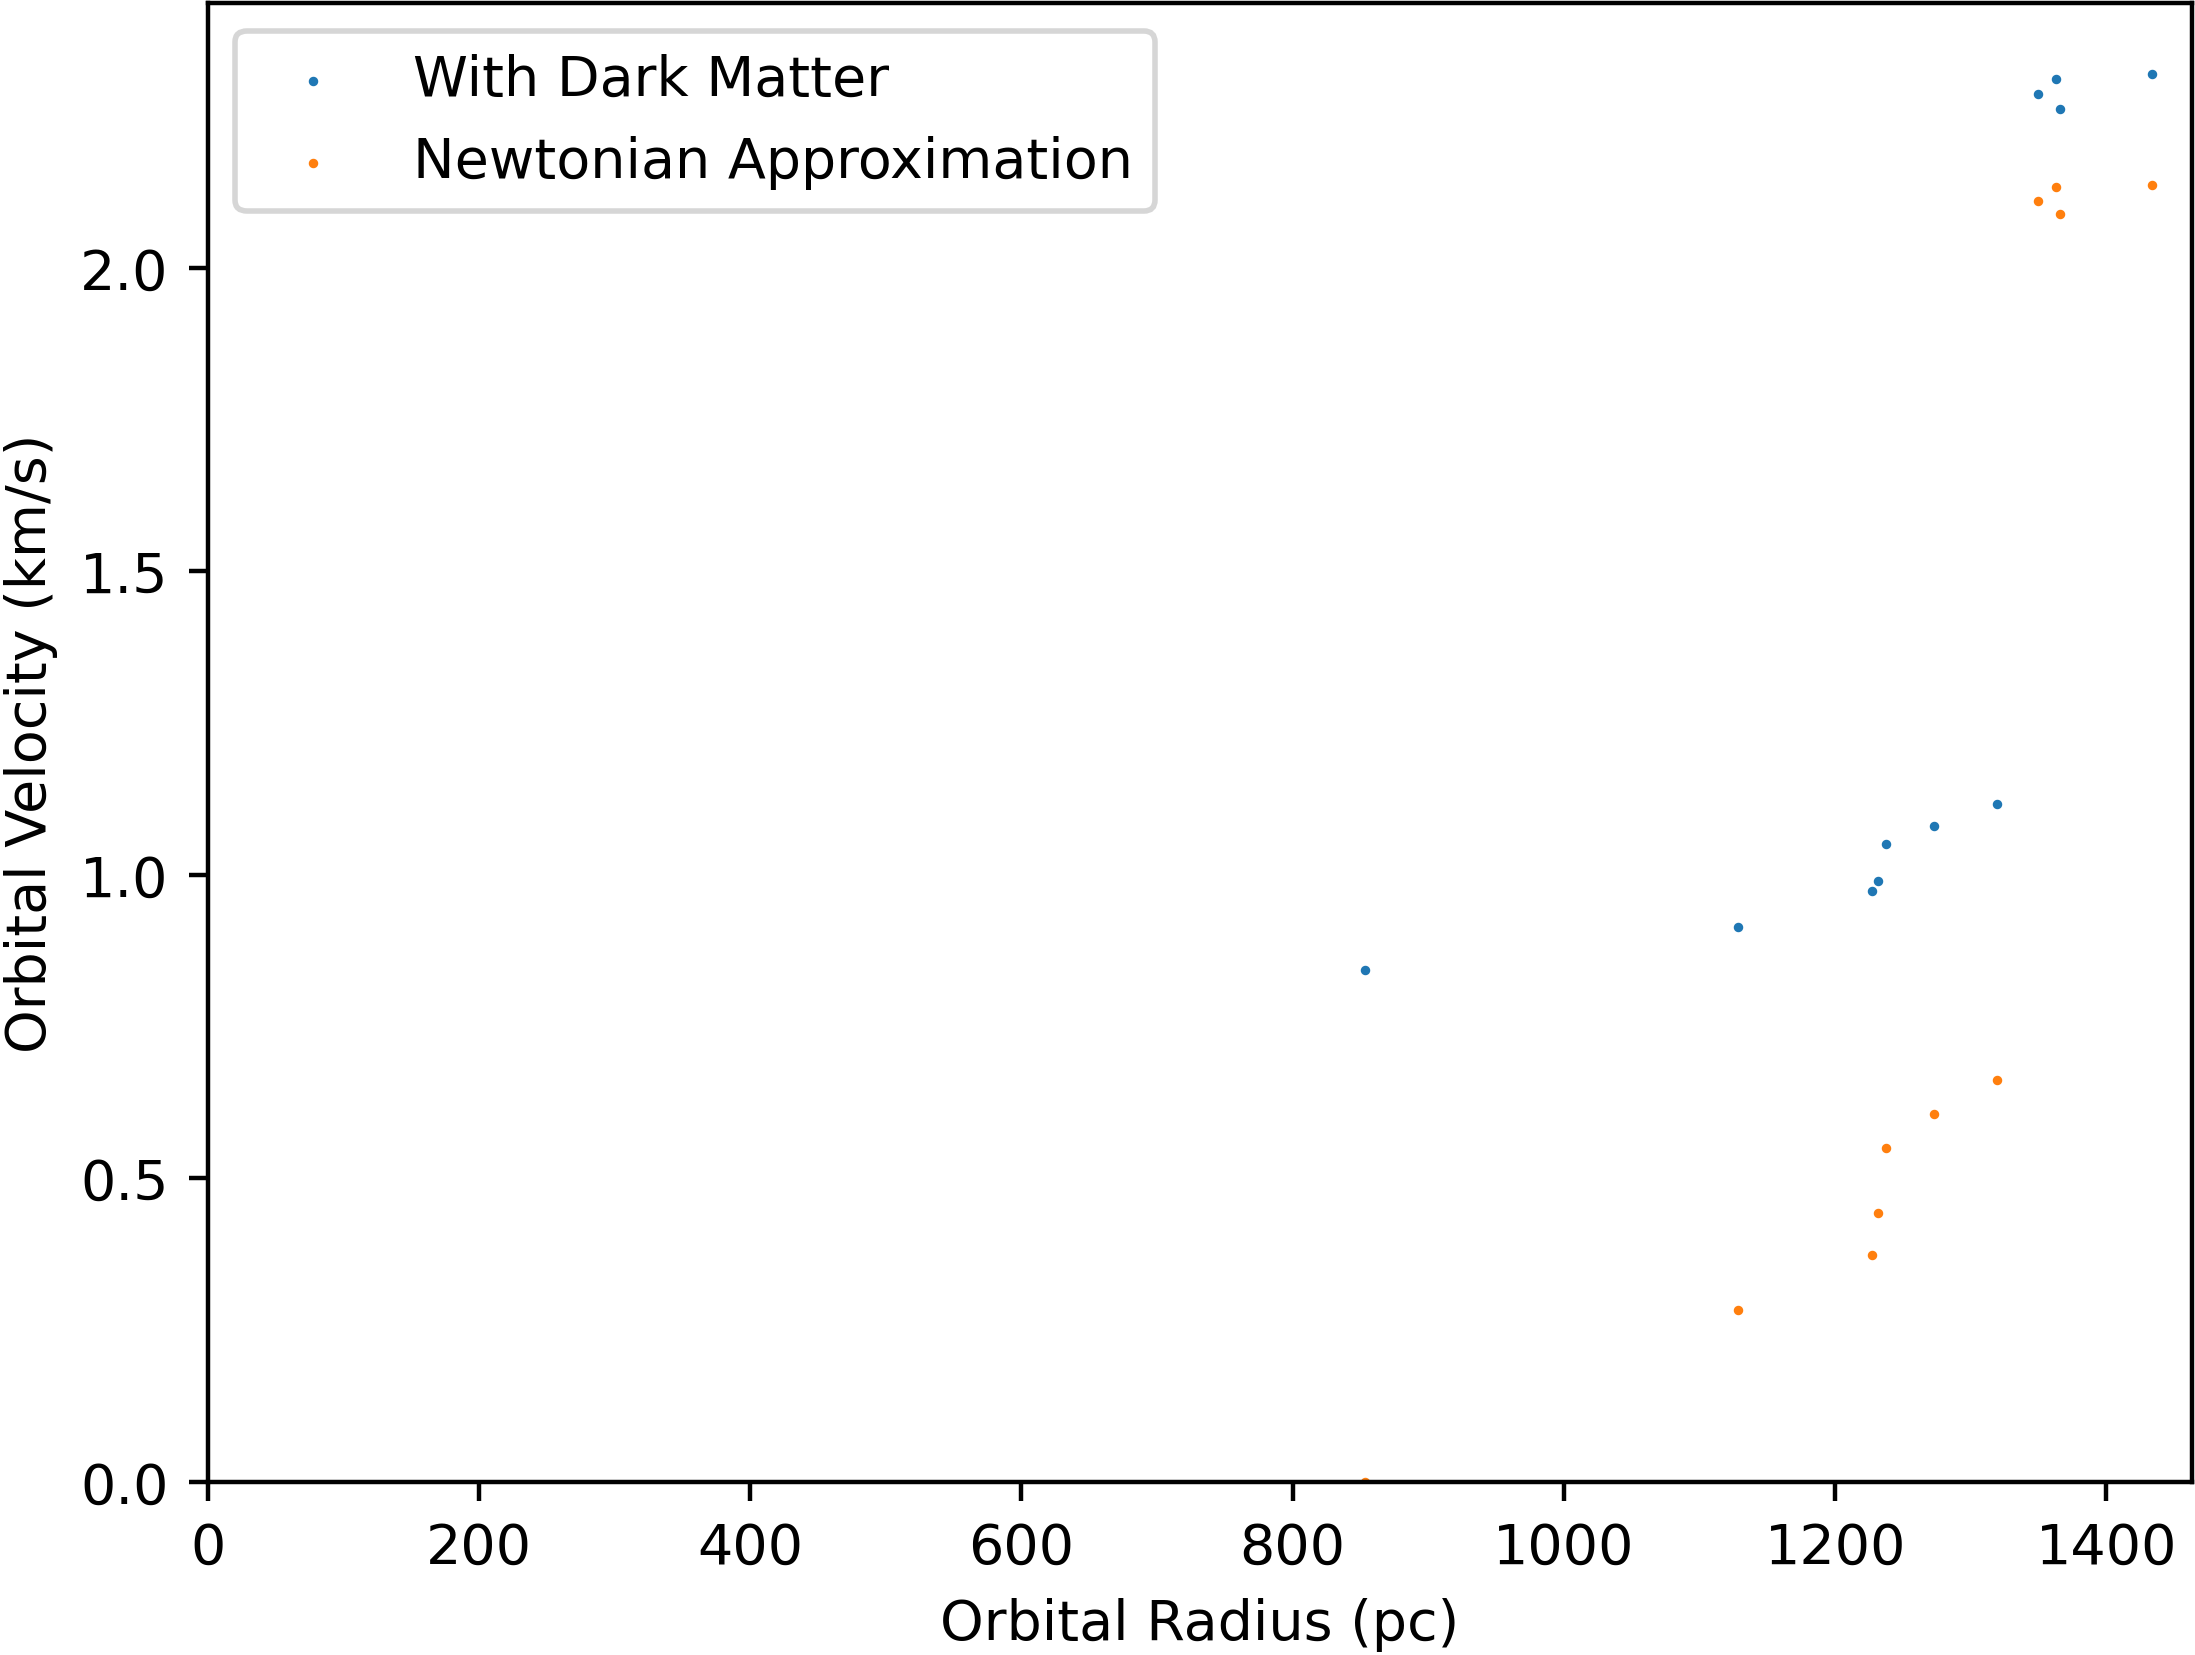 With Dark Matter
Newtonian Approximation
2.0
1.5
1.0
0.5
0.0
Orbital Velocity (km/s)
0 200 400 600 800 1000 1200 1400
Orbital Radius (pc)